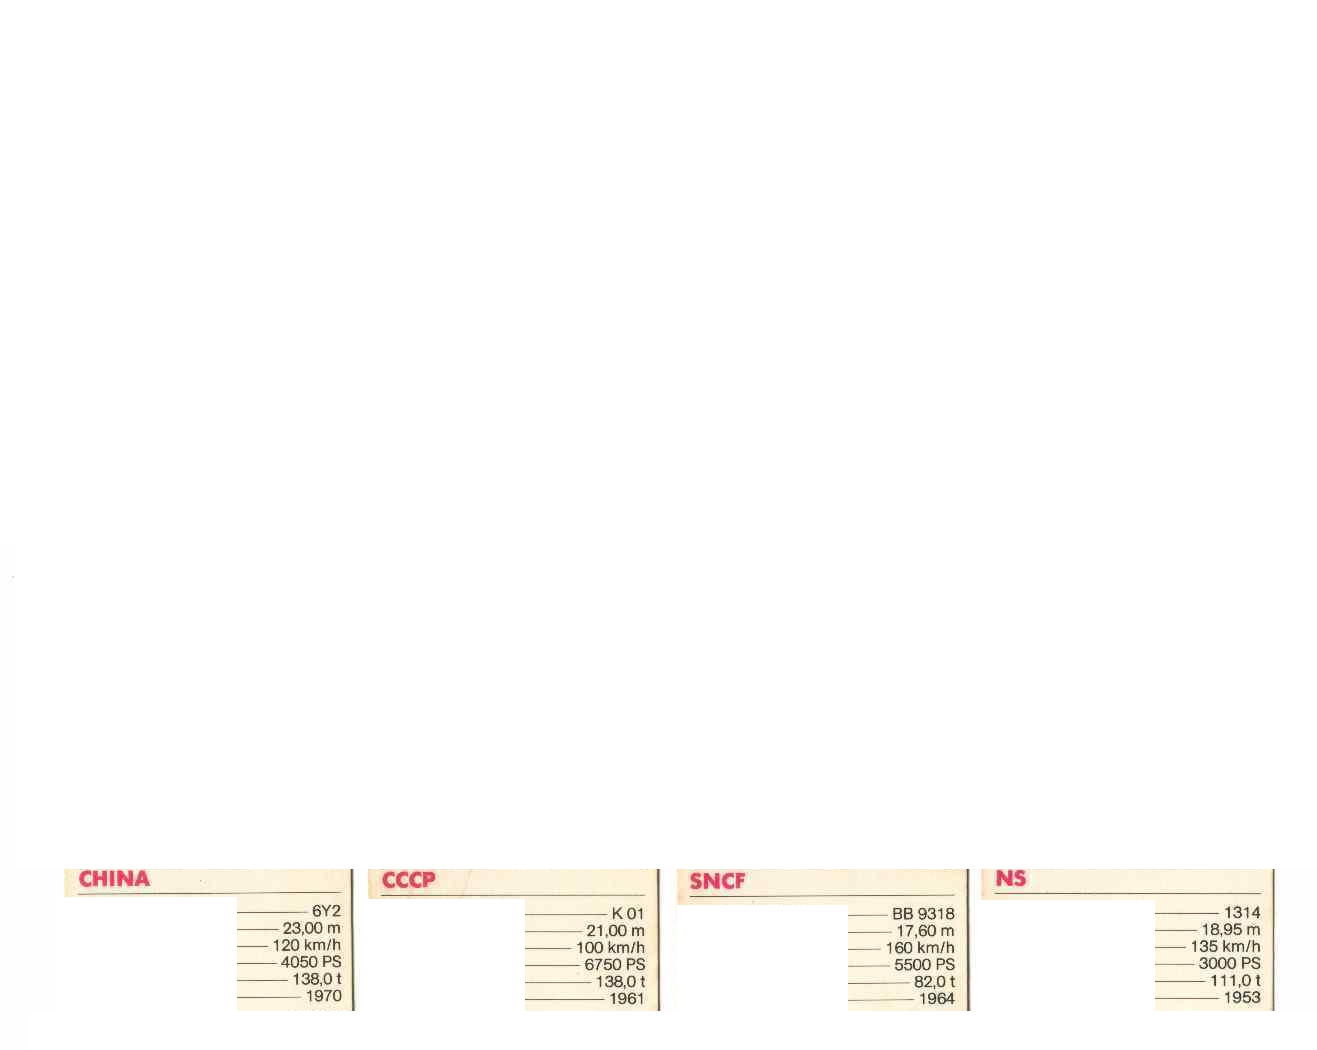 CHINA
6Y2
23,00 m
120 km/h
4050 PS
138,0 t
1970
CCCP
K 01
21,00 m
100 km/h
6750 PS
138,0 t
1961
SNCF
BB 9318
17,60 m
160 km/h
5500 PS
82,0 t
1964
NS
1314
18,95 m
135 km/h
3000 PS
111,0 t
1953